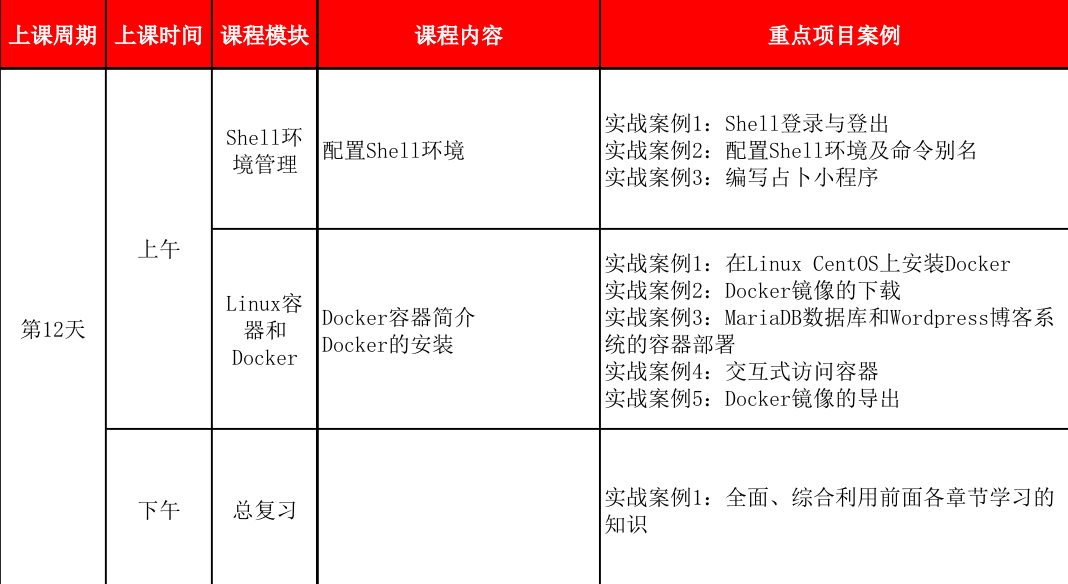 上课周期 上课时间 课程模块 课程内容 重点项目案例
第12天
上午
Shell环
境管理
配置Shell环境
实战案例1：Shell登录与登出
实战案例2：配置Shell环境及命令别名
实战案例3：编写占卜小程序
Linux容
器和
Docker
Docker容器简介
Docker的安装
实战案例1：在Linux CentOS上安装Docker
实战案例2：Docker镜像的下载
实战案例3：MariaDB数据库和Wordpress博客系
统的容器部署
实战案例4：交互式访问容器
实战案例5：Docker镜像的导出
下午
总复习
实战案例1：全面、综合利用前面各章节学习的
知识